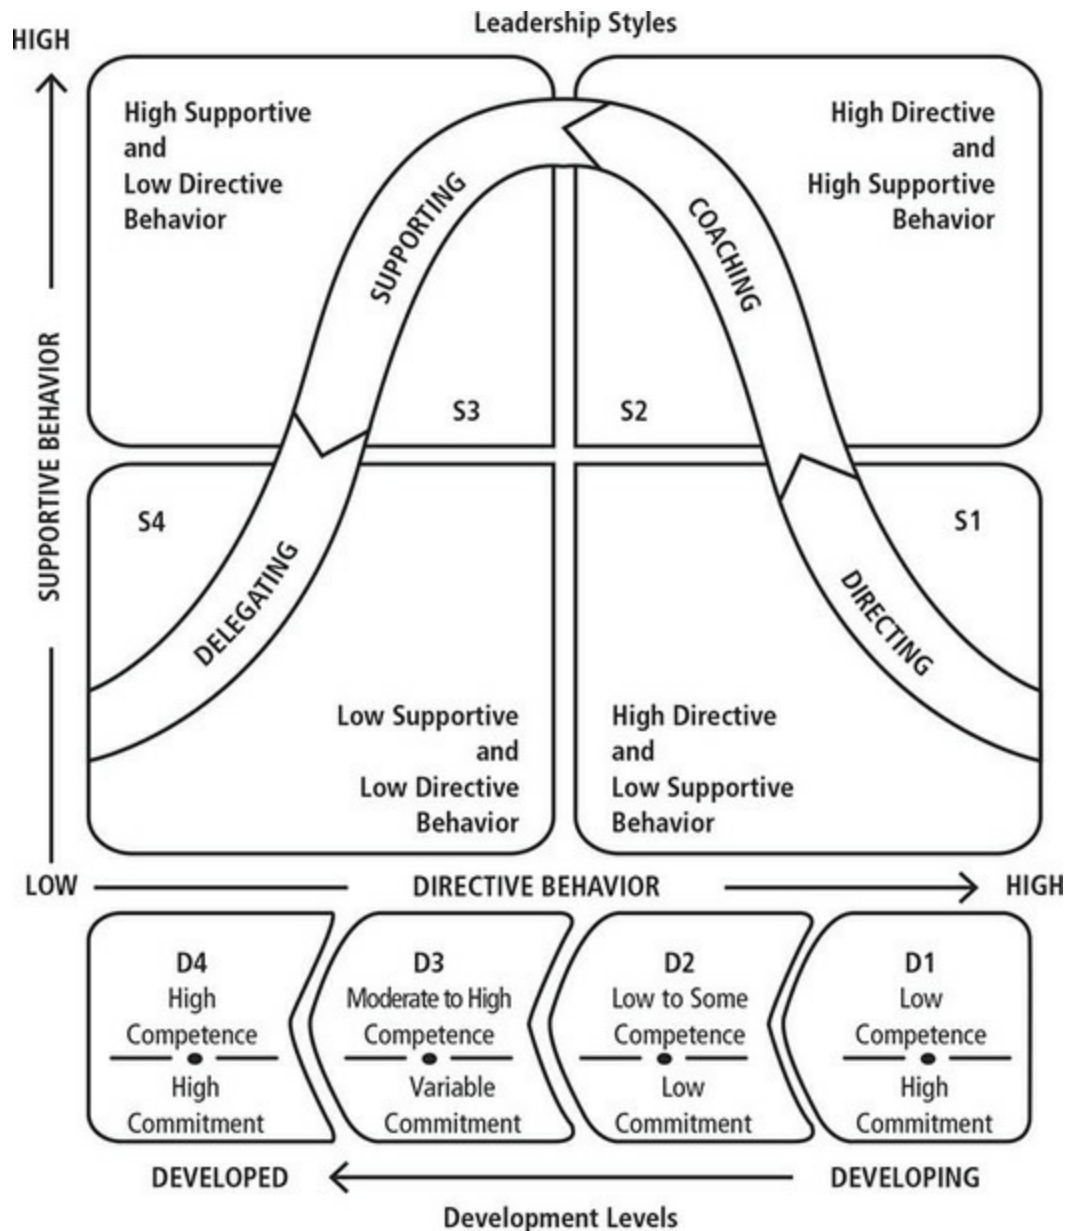 Leadership Styles
HIGH
High Supportive
and
Low Directive
Behavior
High Directive
and
High Supportive
Behavior
SUPPORTING
COACHING
S3
S2
SUPPORTIVE BEHAVIOR
S4
S1
DELEGATING
DIRECTING
Low Supportive
and
Low Directive
Behavior
High Directive
and
Low Supportive
Behavior
LOW
DIRECTIVE BEHAVIOR
HIGH
D4
High
Competence
High
Commitment
D3
Moderate to High
Competence
Variable
Commitment
D2
Low to Some
Competence
Low
Commitment
D1
Low
Competence
High
Commitment
DEVELOPED
DEVELOPING
Development Levels